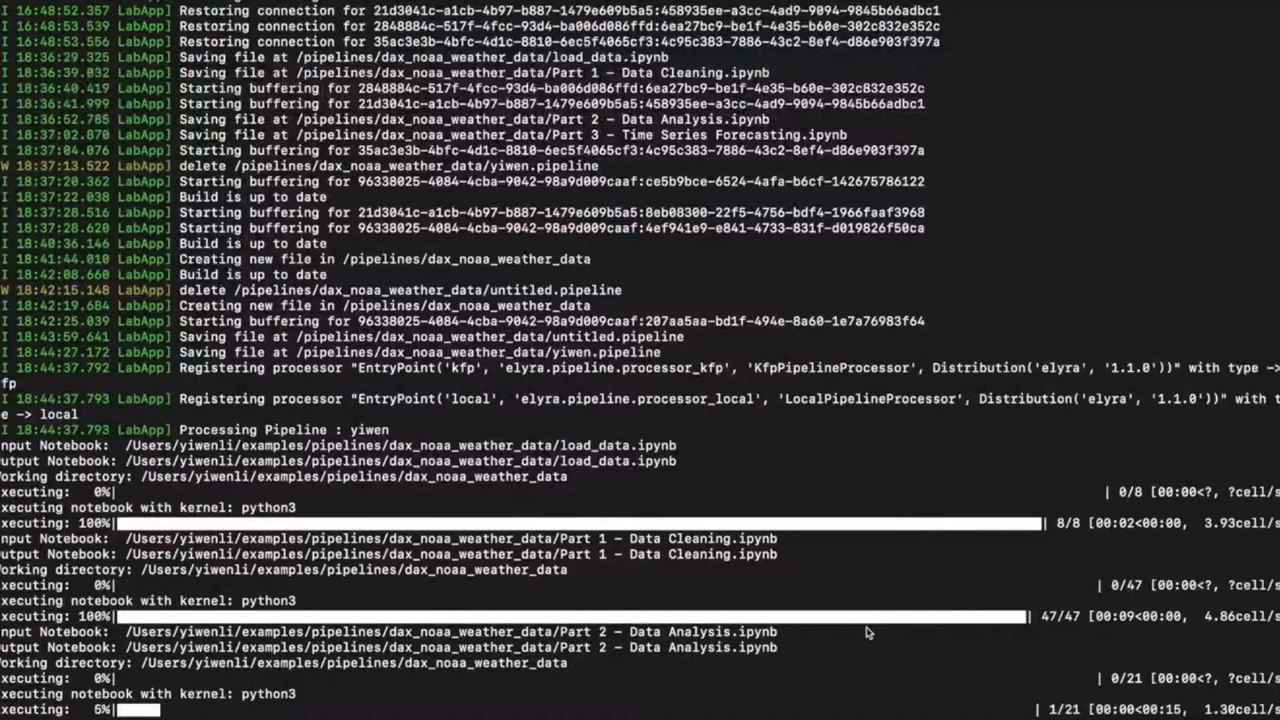 I 16:48:52.357 LabApp] Restoring connection for 21d3041c-a1cb-4b97-b887-1479e609b5a5:458935ee-a3cc-4ad9-9094-9845b66adbc1
I 16:48:53.539 LabApp] Restoring connection for 2848884c-517f-4fcc-93d4-ba006d086ffd:6ea27bc9-be1f-4e35-b60e-302c832e352c
I 16:48:53.556 LabApp] Restoring connection for 35ac3e3b-4bfc-4d1c-8810-6ec5f4065cf3:4c95c383-7886-43c2-8ef4-d86e903f397a
I 18:36:29.325 LabApp] Saving file at /pipelines/dax_noaa_weather_data/load_data.ipynb
I 18:36:39.032 LabApp] Saving file at /pipelines/dax_noaa_weather_data/Part 1 - Data Cleaning.ipynb
I 18:36:40.419 LabApp] Starting buffering for 2848884c-517f-4fcc-93d4-ba006d086ffd:6ea27bc9-be1f-4e35-b60e-302c832e352c
I 18:36:41.999 LabApp] Starting buffering for 21d3041c-a1cb-4b97-b887-1479e609b5a5:458935ee-a3cc-4ad9-9094-9845b66adbc1
I 18:36:52.785 LabApp] Saving file at /pipelines/dax_noaa_weather_data/Part 2 - Data Analysis.ipynb
I 18:37:02.870 LabApp] Saving file at /pipelines/dax_noaa_weather_data/Part 3 - Time Series Forecasting.ipynb
I 18:37:04.076 LabApp] Starting buffering for 35ac3e3b-4bfc-4d1c-8810-6ec5f4065cf3:4c95c383-7886-43c2-8ef4-d86e903f397a
W 18:37:13.522 LabApp] delete /pipelines/dax_noaa_weather_data/yiwen.pipeline
I 18:37:20.362 LabApp] Starting buffering for 96338025-4084-4cba-9042-98a9d009caaf:ce5b9bce-6524-4afa-b6cf-142675786122
I 18:37:22.038 LabApp] Build is up to date
I 18:37:28.516 LabApp] Starting buffering for 21d3041c-a1cb-4b97-b887-1479e609b5a5:8eb08300-22f5-4756-bdf4-1966faaf3968
I 18:37:28.620 LabApp] Starting buffering for 96338025-4084-4cba-9042-98a9d009caaf:4ef941e9-e841-4733-831f-d019826f50ca
I 18:40:36.146 LabApp] Build is up to date
I 18:41:44.010 LabApp] Creating new file in /pipelines/dax_noaa_weather_data
I 18:42:08.660 LabApp] Build is up to date
W 18:42:15.148 LabApp] delete /pipelines/dax_noaa_weather_data/untitled.pipeline
I 18:42:19.684 LabApp] Creating new file in /pipelines/dax_noaa_weather_data
I 18:42:25.039 LabApp] Starting buffering for 96338025-4084-4cba-9042-98a9d009caaf:207aa5aa-bd1f-494e-8a60-1e7a76983f64
I 18:43:59.641 LabApp] Saving file at /pipelines/dax_noaa_weather_data/untitled.pipeline
I 18:44:27.172 LabApp] Saving file at /pipelines/dax_noaa_weather_data/yiwen.pipeline
I 18:44:37.792 LabApp] Registering processor "EntryPoint('kfp', 'elyra.pipeline.processor_kfp', 'KfpPipelineProcessor', Distribution('elyra', '1.1.0'))" with type ->
fp
I 18:44:37.793 LabApp] Registering processor "EntryPoint('local', 'elyra.pipeline.processor_local', 'LocalPipelineProcessor', Distribution('elyra', '1.1.0'))" with t
e -> local
I 18:44:37.793 LabApp] Processing Pipeline : yiwen
nput Notebook:  /Users/yiwenli/examples/pipelines/dax_noaa_weather_data/load_data.ipynb
utput Notebook: /Users/yiwenli/examples/pipelines/dax_noaa_weather_data/load_data.ipynb
orking directory: /Users/yiwenli/examples/pipelines/dax_noaa_weather_data
xecuting:   0%| | 0/8 [00:00<?, ?cell/s
xecuting notebook with kernel: python3
xecuting: 100%| | 8/8 [00:02<00:00,  3.93cell/s
nput Notebook:  /Users/yiwenli/examples/pipelines/dax_noaa_weather_data/Part 1 - Data Cleaning.ipynb
utput Notebook: /Users/yiwenli/examples/pipelines/dax_noaa_weather_data/Part 1 - Data Cleaning.ipynb
orking directory: /Users/yiwenli/examples/pipelines/dax_noaa_weather_data
xecuting:   0%| | 0/47 [00:00<?, ?cell/s
xecuting notebook with kernel: python3
xecuting: 100%| | 47/47 [00:09<00:00,  4.86cell/s
nput Notebook:  /Users/yiwenli/examples/pipelines/dax_noaa_weather_data/Part 2 - Data Analysis.ipynb
utput Notebook: /Users/yiwenli/examples/pipelines/dax_noaa_weather_data/Part 2 - Data Analysis.ipynb
orking directory: /Users/yiwenli/examples/pipelines/dax_noaa_weather_data
xecuting:   0%| | 0/21 [00:00<?, ?cell/s
xecuting notebook with kernel: python3
xecuting:   5%| | 1/21 [00:00<00:15,  1.30cell/s